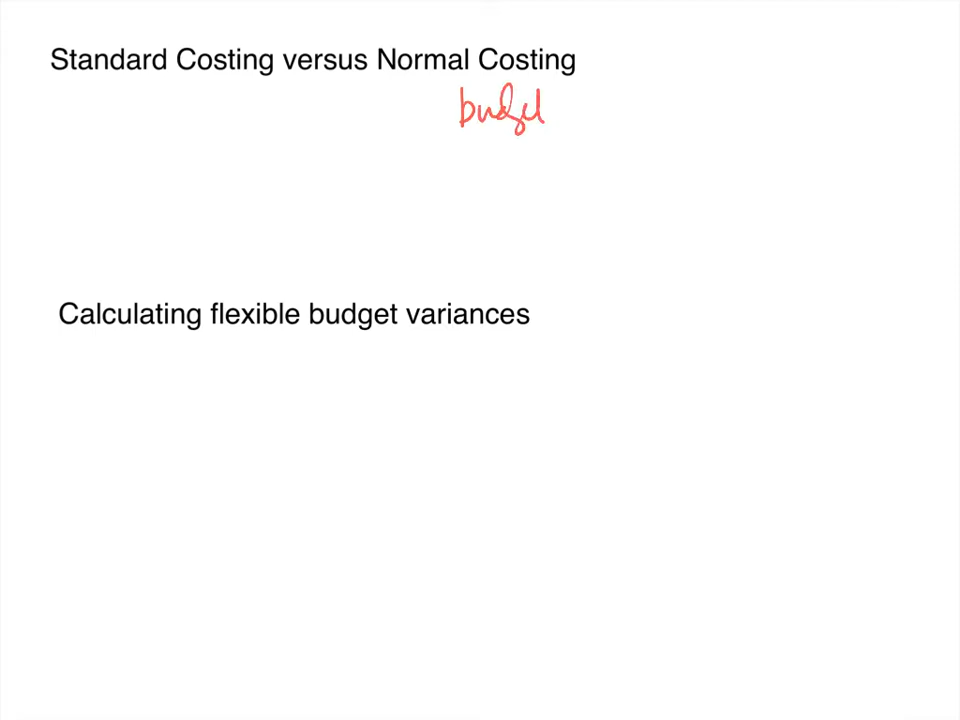 Standard Costing versus Normal Costing
budget
Calculating flexible budget variances